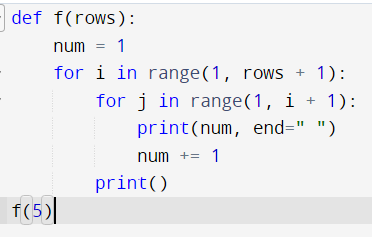 def f(rows):
    num = 1
    for i in range(1, rows + 1):
        for j in range(1, i + 1):
            print(num, end=" ")
            num += 1
        print()
f(5)